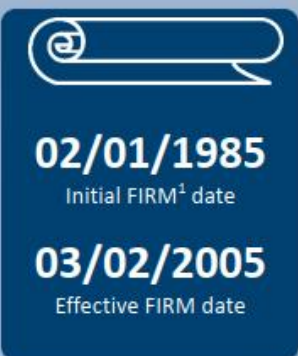 02/01/1985
Initial FIRM¹ date
03/02/2005
Effective FIRM date